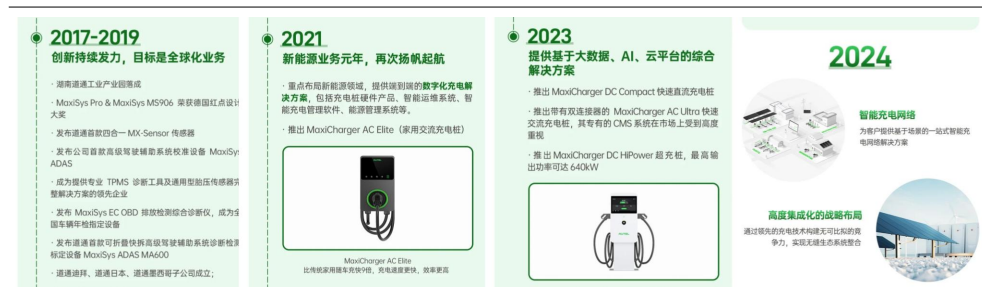 2017-2019
创新持续发力，目标是全球化业务
· 湖南道通工业产业园落成
· MaxiSys Pro & MaxiSys MS906 荣获德国红点设计
大奖
· 发布道通首款四合一 MX-Sensor 传感器
· 发布公司首款高级驾驶辅助系统校准设备 MaxiSys
ADAS
· 成为提供专业 TPMS 诊断工具及通用型胎压传感器完
整解决方案的领先企业
· 发布 MaxiSys EC OBD 排放检测综合诊断仪，成为全
国车辆年检指定设备
· 发布道通首款可折叠快拆高级驾驶辅助系统诊断检测
标定设备 MaxiSys ADAS MA600
· 道通迪拜、道通日本、道通墨西哥子公司成立；
2021
新能源业务元年，再次扬帆起航
· 重点布局新能源领域，提供端到端的数字化充电解
决方案，包括充电桩硬件产品、智能运维系统、智
能充电管理软件、能源管理系统等。
· 推出 MaxiCharger AC Elite（家用交流充电桩）
MaxiCharger AC Elite
比传统家用随车充快9倍，充电速度更快，效率更高
2023
提供基于大数据、AI、云平台的综合
解决方案
· 推出 MaxiCharger DC Compact 快速直流充电桩
· 推出带有双连接器的 MaxiCharger AC Ultra 快速
交流充电桩，其专有的 CMS 系统在市场上受到高度
重视
· 推出 MaxiCharger DC HiPower 超充桩，最高输
出功率可达 640kW
2024
智能充电网络
为客户提供基于场景的一站式智能充
电网络解决方案
高度集成化的战略布局
通过领先的充电技术构建无可比拟的竞
争力，实现无缝生态系统整合